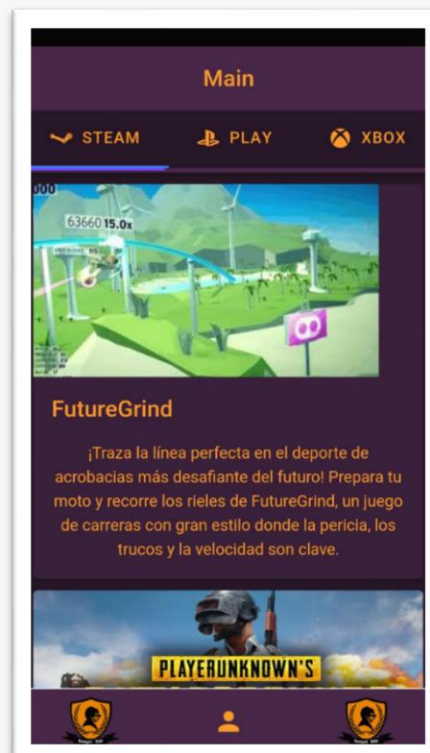 Main
STEAM
PLAY
XBOX
000
63660 15.0x
FutureGrind
¡Traza la línea perfecta en el deporte de
acrobacias más desafiante del futuro! Prepara tu
moto y recorre los rieles de FutureGrind, un juego
de carreras con gran estilo donde la pericia, los
trucos y la velocidad son clave.
PLAYERUNKNOWN'S